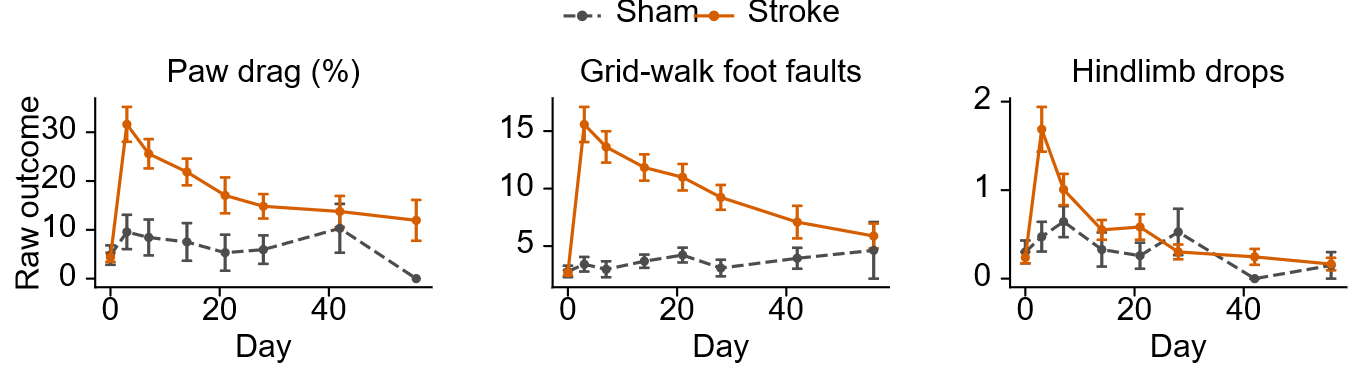 Sham Stroke
Paw drag (%)
Raw outcome
30
20
10
0
0 20 40
Day
Grid-walk foot faults
15
10
5
0 20 40
Day
Hindlimb drops
2
1
0
0 20 40
Day